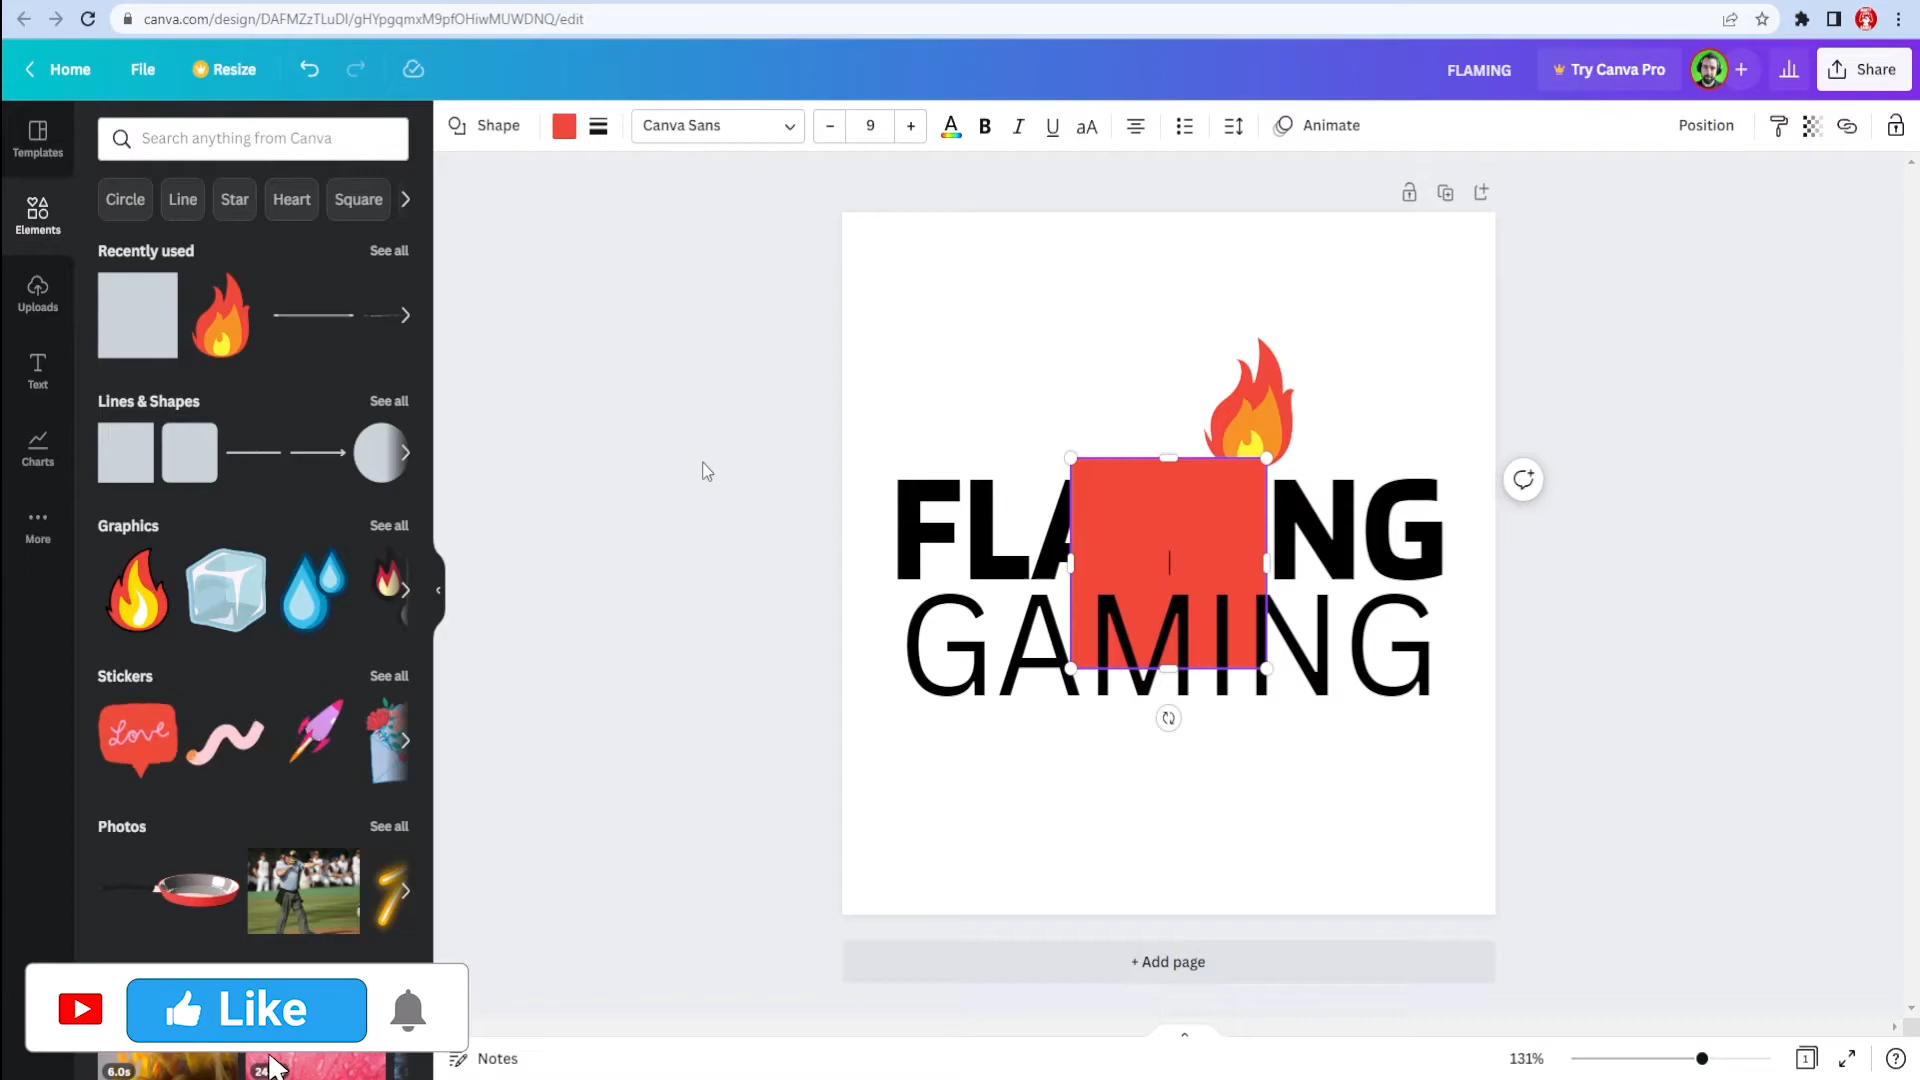 canva.com/design/DAFMZzTLuDI/gHYpgqmxM9pfOHiwMUWDNQ/edit
Home File Resize FLAMING Try Canva Pro + Share
Shape Canva Sans - 9 + A B I U aA Animate Position
Templates
Elements
Uploads
Text
Charts
More
Search anything from Canva
Circle Line Star Heart Square
Recently used See all
Lines & Shapes See all
Graphics See all
Stickers See all
Love
Photos See all
6.0s
Like
FLA NG
GAMING
+ Add page
Notes 131% 1 ?